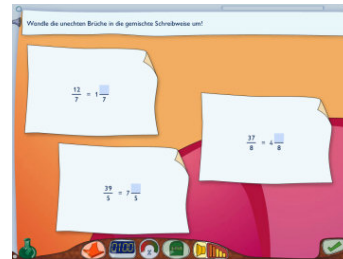 Wandle die unechten Brüche in die gemischte Schreibweise um!
12/7 = 1 /7
37/8 = 4 /8
39/5 = 7 /5